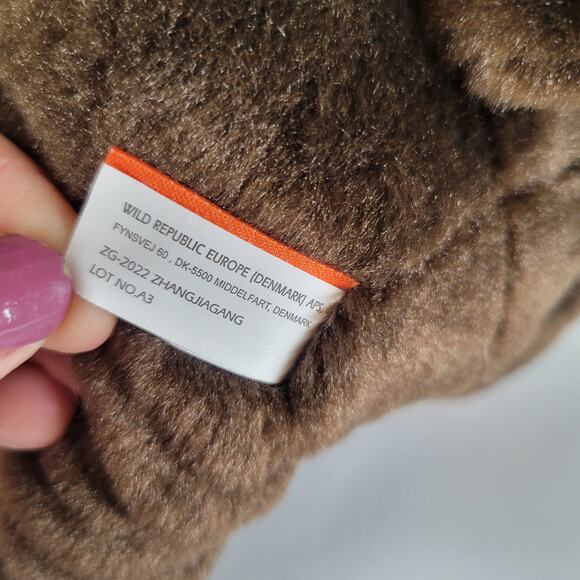 WILD REPUBLIC EUROPE (DENMARK) APS,
FYNSVEJ 60 , DK-5500 MIDDELFART, DENMARK
ZG-2022 ZHANGJIAGANG
LOT NO.A3